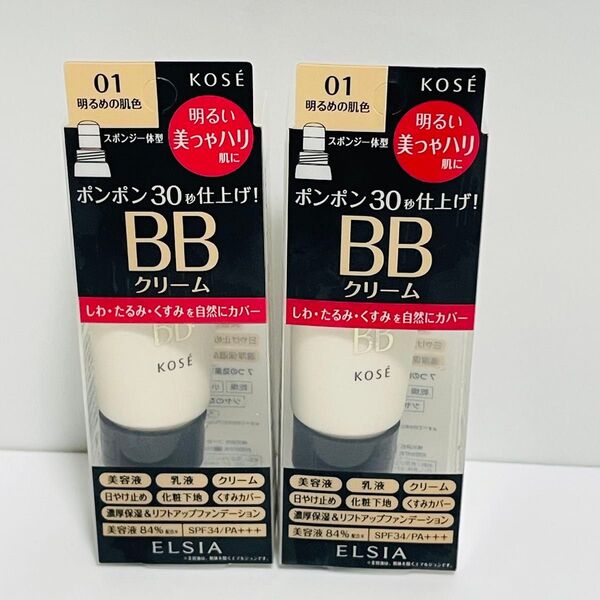 01
明るめの肌色
KOSÉ
スポンジ一体型
明るい
美つやハリ
肌に
ポンポン30秒仕上げ!
BB
クリーム
しわ・たるみ・くすみを自然にカバー
BB
KOSÉ
美容液 乳液 クリーム
日やけ止め 化粧下地 くすみカバー
濃厚保湿&リフトアップファンデーション
美容液84%配合※ SPF34/PA+++
ELSIA
01
明るめの肌色
KOSÉ
スポンジ一体型
明るい
美つやハリ
肌に
ポンポン30秒仕上げ!
BB
クリーム
しわ・たるみ・くすみを自然にカバー
BB
KOSÉ
美容液 乳液 クリーム
日やけ止め 化粧下地 くすみカバー
濃厚保湿&リフトアップファンデーション
美容液84%配合※ SPF34/PA+++
ELSIA